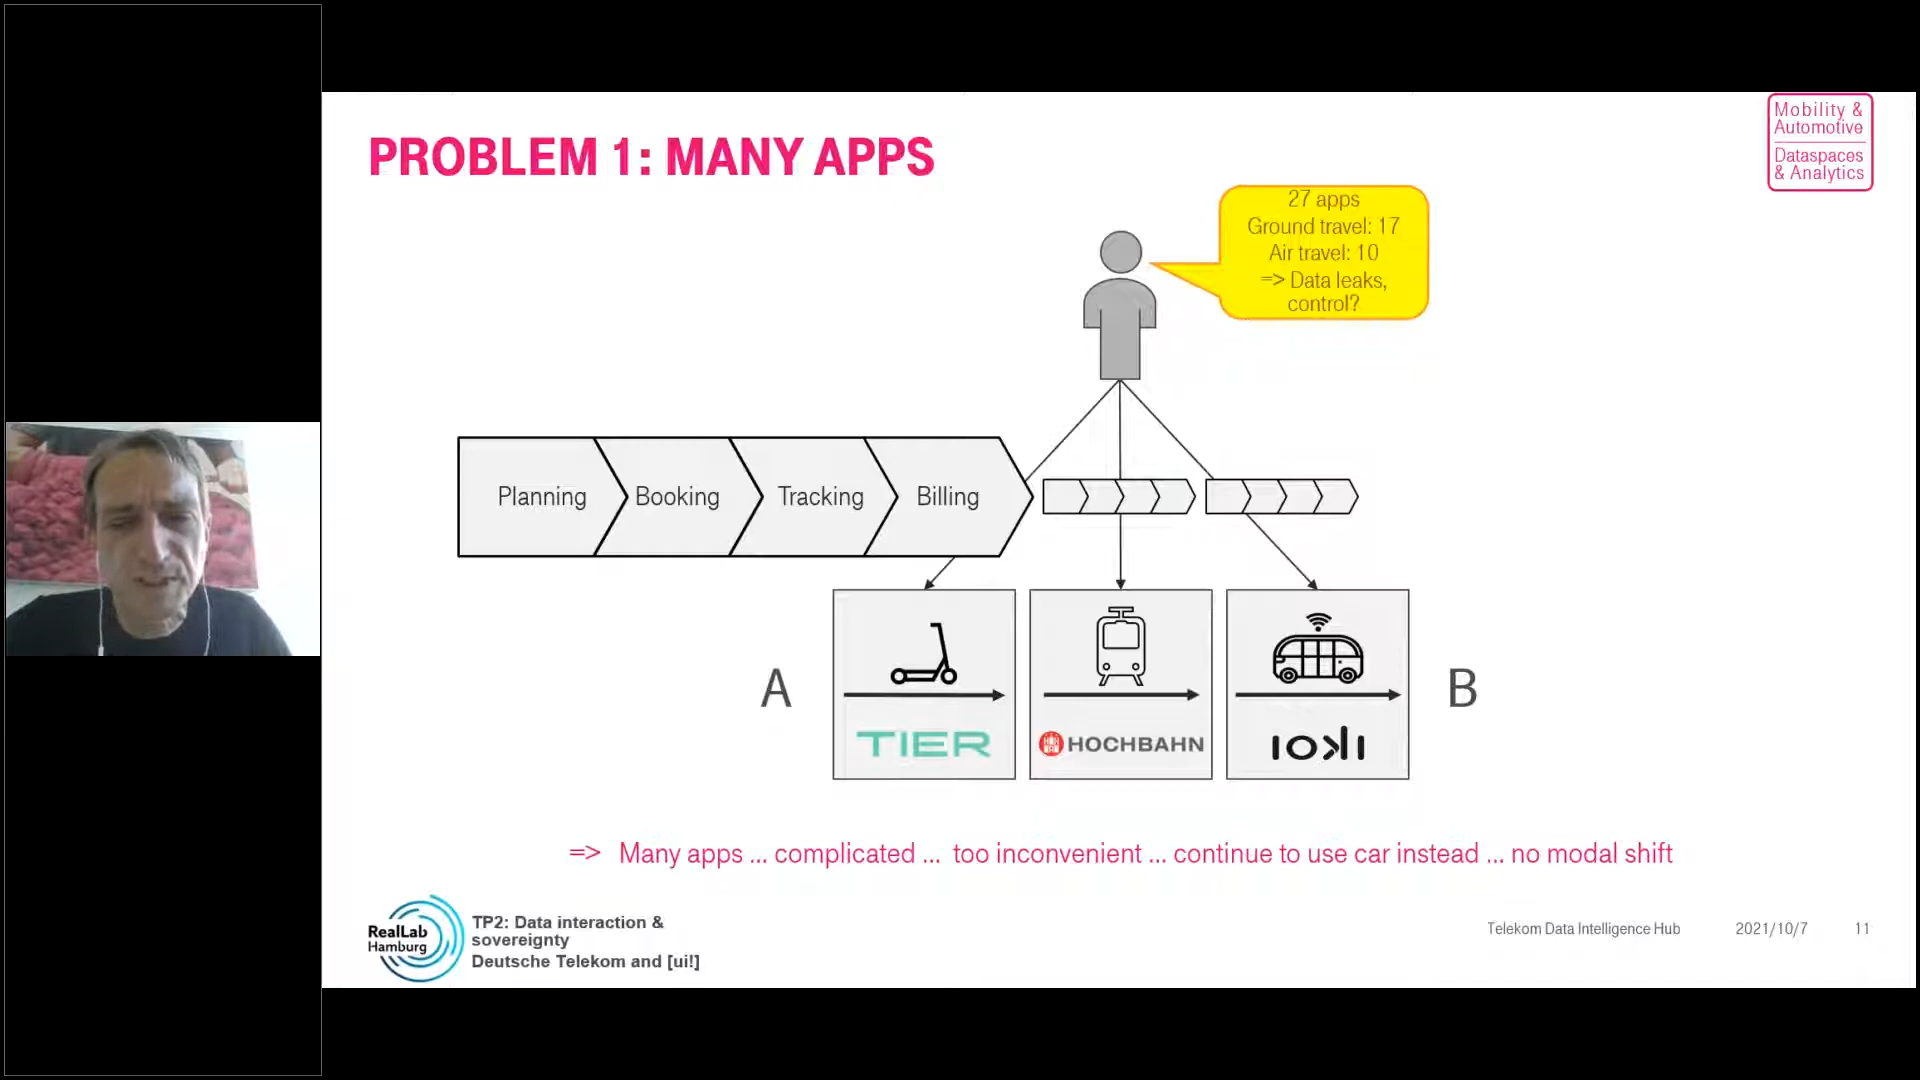 PROBLEM 1: MANY APPS
Mobility &
Automotive
Dataspaces
& Analytics
27 apps
Ground travel: 17
Air travel: 10
=> Data leaks,
control?
Planning
Booking
Tracking
Billing
A
B
TIER
HOCHBAHN
ioki
=> Many apps ... complicated ... too inconvenient ... continue to use car instead ... no modal shift
RealLab
Hamburg
TP2: Data interaction &
sovereignty
Deutsche Telekom and [ui!]
Telekom Data Intelligence Hub
2021/10/7
11